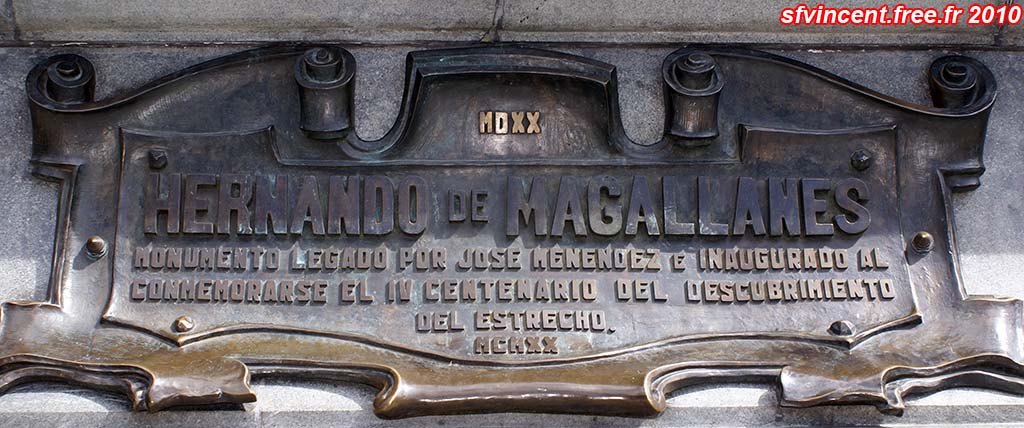 sfvincent.free.fr 2010
MDXX
HERNANDO DE MAGALLANES
MONUMENTO LEGADO POR JOSE MENENDEZ E INAUGURADO AL
CONMEMORARSE EL IV CENTENARIO DEL DESCUBRIMIENTO
DEL ESTRECHO.
MCMXX